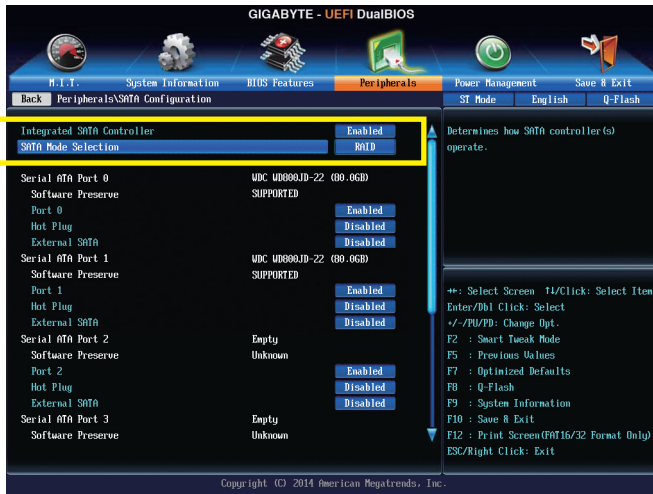 GIGABYTE - UEFI DualBIOS
M.I.T. System Information BIOS Features Peripherals Power Management Save & Exit
Back Peripherals\SATA Configuration ST Mode English Q-Flash
Integrated SATA Controller Enabled
SATA Mode Selection RAID
Serial ATA Port 0 WDC WD800JD-22 (80.0GB)
Software Preserve SUPPORTED
Port 0 Enabled
Hot Plug Disabled
External SATA Disabled
Serial ATA Port 1 WDC WD800JD-22 (80.0GB)
Software Preserve SUPPORTED
Port 1 Enabled
Hot Plug Disabled
External SATA Disabled
Serial ATA Port 2 Empty
Software Preserve Unknown
Port 2 Enabled
Hot Plug Disabled
External SATA Disabled
Serial ATA Port 3 Empty
Software Preserve Unknown
Determines how SATA controller(s)
operate.
↔: Select Screen ↑↓/Click: Select Item
Enter/Dbl Click: Select
+/-/PU/PD: Change Opt.
F2 : Smart Tweak Mode
F5 : Previous Values
F7 : Optimized Defaults
F8 : Q-Flash
F9 : System Information
F10 : Save & Exit
F12 : Print Screen(FAT16/32 Format Only)
ESC/Right Click: Exit
Copyright (C) 2014 American Megatrends, Inc.